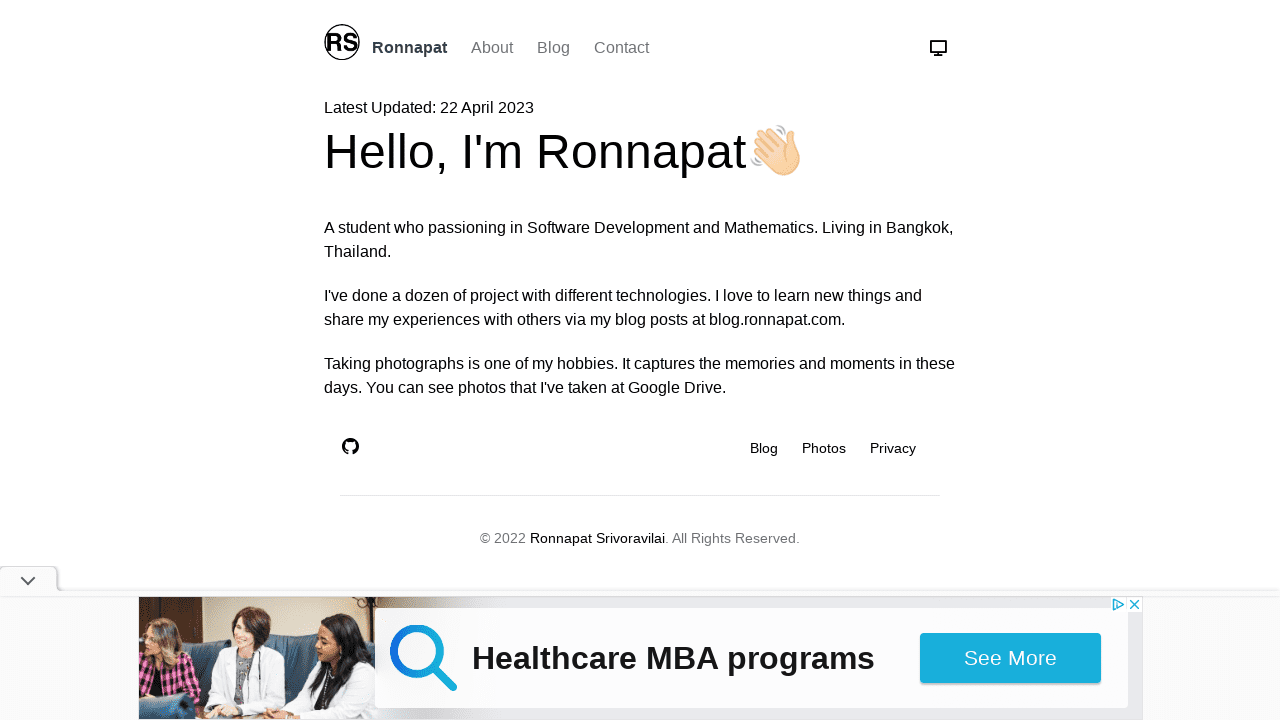 RS Ronnapat About Blog Contact
Latest Updated: 22 April 2023
Hello, I'm Ronnapat👋🏻
A student who passioning in Software Development and Mathematics. Living in Bangkok,
Thailand.
I've done a dozen of project with different technologies. I love to learn new things and
share my experiences with others via my blog posts at blog.ronnapat.com.
Taking photographs is one of my hobbies. It captures the memories and moments in these
days. You can see photos that I've taken at Google Drive.
Blog Photos Privacy
© 2022 Ronnapat Srivoravilai. All Rights Reserved.
Healthcare MBA programs
See More